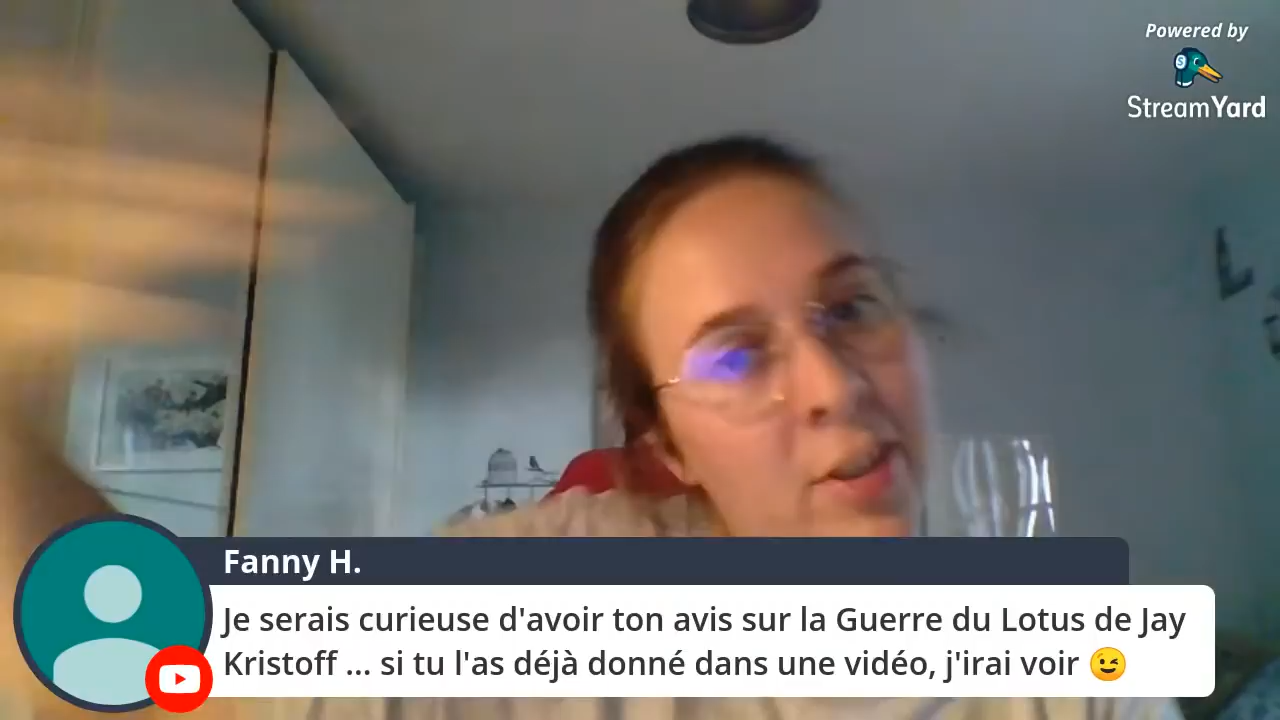 Powered by
StreamYard
L
Fanny H.
Je serais curieuse d'avoir ton avis sur la Guerre du Lotus de Jay
Kristoff ... si tu l'as déjà donné dans une vidéo, j'irai voir 😉